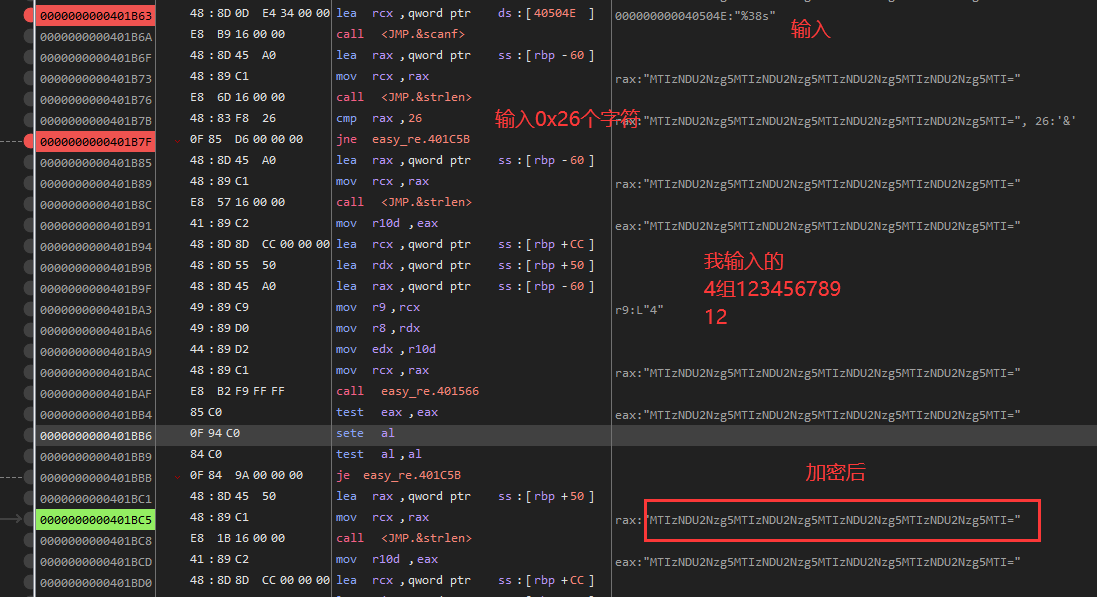 0000000000401B63 48:8D0D E4 34 00 00 lea rcx,qword ptr ds:[40504E ] 000000000040504E:"%38s"
输入
0000000000401B6A E8 B9 16 00 00 call <JMP.&scanf>
0000000000401B6F 48:8D 45 A0 lea rax,qword ptr ss:[rbp -60]
0000000000401B73 48:89 C1 mov rcx,rax rax:"MTIzNDU2Nzg5MTIzNDU2Nzg5MTIzNDU2Nzg5MTIzNDU2Nzg5MTI="
0000000000401B76 E8 6D 16 00 00 call <JMP.&strlen>
0000000000401B7B 48:83 F8 26 cmp rax,26 rax:"MTIzNDU2Nzg5MTIzNDU2Nzg5MTIzNDU2Nzg5MTIzNDU2Nzg5MTI=", 26:'&'
输入0x26个字符
0000000000401B7F 0F 85 D6 00 00 00 jne easy_re.401C5B
0000000000401B85 48:8D 45 A0 lea rax,qword ptr ss:[rbp -60]
0000000000401B89 48:89 C1 mov rcx,rax rax:"MTIzNDU2Nzg5MTIzNDU2Nzg5MTIzNDU2Nzg5MTIzNDU2Nzg5MTI="
0000000000401B8C E8 57 16 00 00 call <JMP.&strlen>
0000000000401B91 41:89 C2 mov r10d,eax eax:"MTIzNDU2Nzg5MTIzNDU2Nzg5MTIzNDU2Nzg5MTIzNDU2Nzg5MTI="
0000000000401B94 48:8D 8D CC 00 00 00 lea rcx,qword ptr ss:[rbp +CC]
0000000000401B9B 48:8D 55 50 lea rdx,qword ptr ss:[rbp +50]
我输入的
0000000000401B9F 48:8D 45 A0 lea rax,qword ptr ss:[rbp -60]
4组123456789
0000000000401BA3 49:89 C9 mov r9,rcx r9:L"4"
12
0000000000401BA6 49:89 D0 mov r8,rdx
0000000000401BA9 44:89 D2 mov edx,r10d
0000000000401BAC 48:89 C1 mov rcx,rax rax:"MTIzNDU2Nzg5MTIzNDU2Nzg5MTIzNDU2Nzg5MTIzNDU2Nzg5MTI="
0000000000401BAF E8 B2 F9 FF FF call easy_re.401566
0000000000401BB4 85 C0 test eax,eax eax:"MTIzNDU2Nzg5MTIzNDU2Nzg5MTIzNDU2Nzg5MTIzNDU2Nzg5MTI="
0000000000401BB6 0F 94 C0 sete al
0000000000401BB9 84 C0 test al,al
0000000000401BBB 0F 84 9A 00 00 00 je easy_re.401C5B
加密后
0000000000401BC1 48:8D 45 50 lea rax,qword ptr ss:[rbp +50]
0000000000401BC5 48:89 C1 mov rcx,rax rax:"MTIzNDU2Nzg5MTIzNDU2Nzg5MTIzNDU2Nzg5MTIzNDU2Nzg5MTI="
0000000000401BC8 E8 1B 16 00 00 call <JMP.&strlen>
0000000000401BCD 41:89 C2 mov r10d,eax eax:"MTIzNDU2Nzg5MTIzNDU2Nzg5MTIzNDU2Nzg5MTIzNDU2Nzg5MTI="
0000000000401BD0 48:8D 8D CC 00 00 00 lea rcx,qword ptr ss:[rbp +CC]